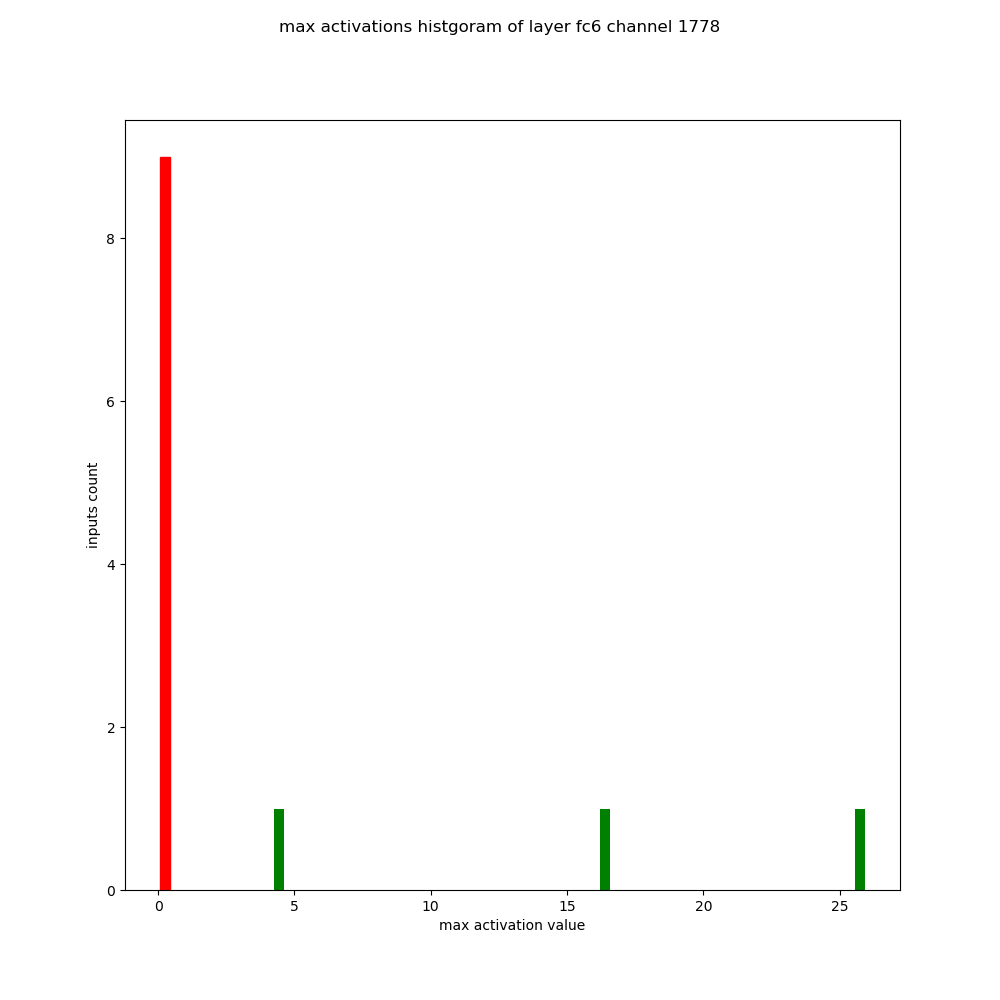 max activations histgoram of layer fc6 channel 1778
8
6
4
2
0
inputs count
0 5 10 15 20 25
max activation value